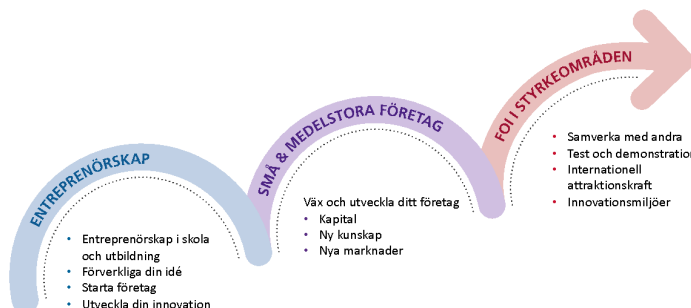 ENTREPRENÖRSKAP
• Entreprenörskap i skola
och utbildning
• Förverkliga din idé
• Starta företag
• Utveckla din innovation
SMÅ & MEDELSTORA FÖRETAG
Väx och utveckla ditt företag
• Kapital
• Ny kunskap
• Nya marknader
FOI I STYRKEOMRÅDEN
• Samverka med andra
• Test och demonstration
• Internationell
attraktionskraft
• Innovationsmiljöer